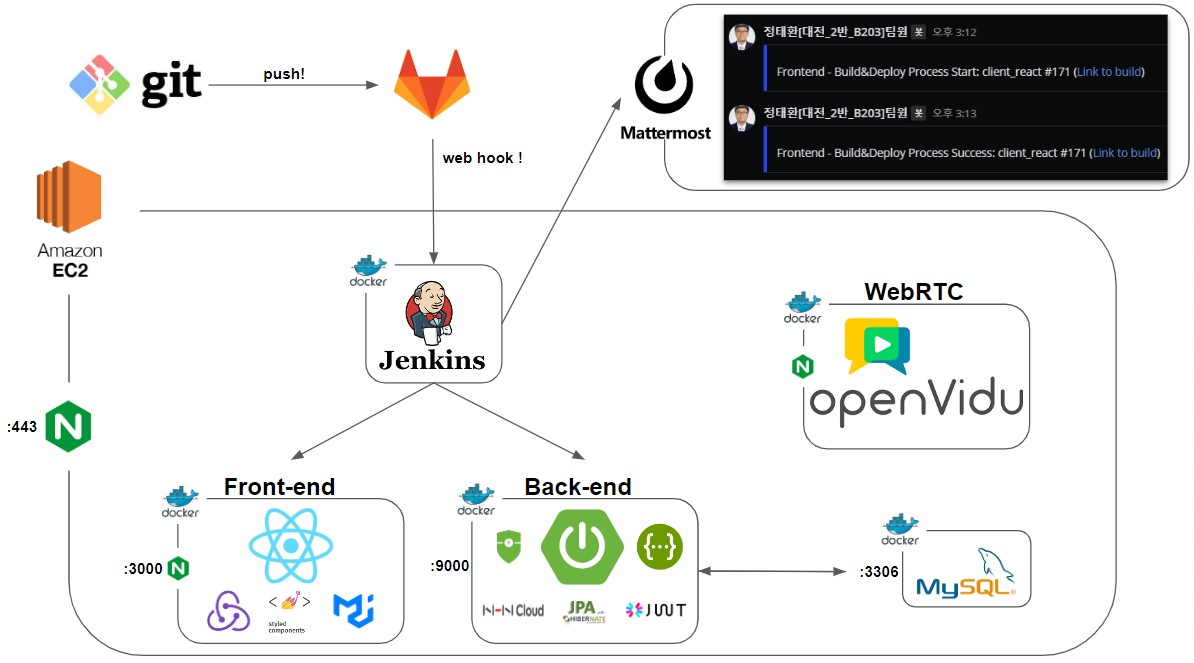 git
push!
web hook !
Mattermost
정태환[대전_2반_B203]팀원 봇 오후 3:12
Frontend - Build&Deploy Process Start: client_react #171 (Link to build)
정태환[대전_2반_B203]팀원 봇 오후 3:13
Frontend - Build&Deploy Process Success: client_react #171 (Link to build)
Amazon
EC2
:443
N
docker
Jenkins
docker
WebRTC
N
openVidu
docker
Front-end
:3000
N
< >
styled
components
docker
Back-end
:9000
{···}
NHN Cloud
JPA
HIBERNATE
JWT
docker
:3306
MySQL